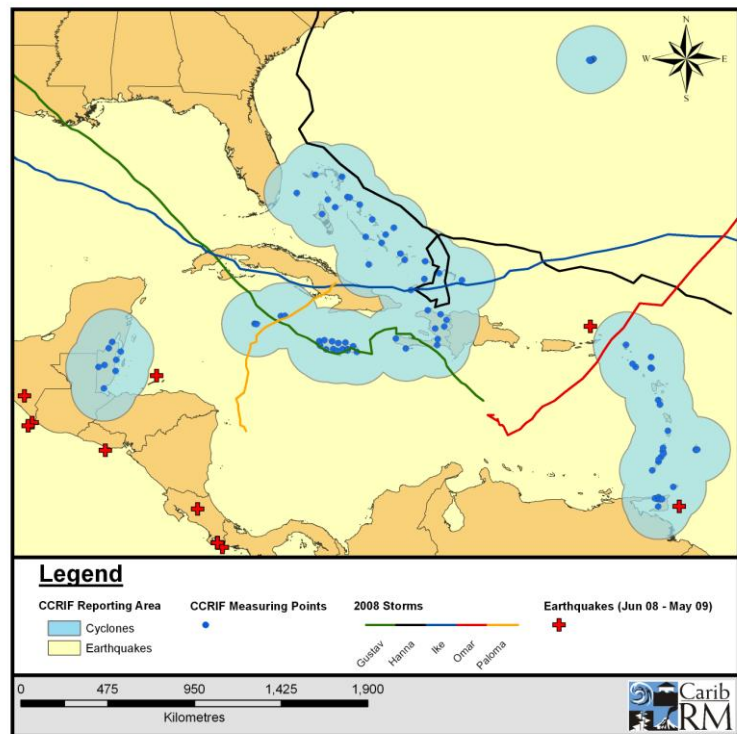 N
W E
S
Legend
CCRIF Reporting Area
Cyclones
Earthquakes
CCRIF Measuring Points
2008 Storms
Gustav
Hanna
Ike
Omar
Paloma
Earthquakes (Jun 08 - May 09)
0 475 950 1,425 1,900
Kilometres
Carib
RM